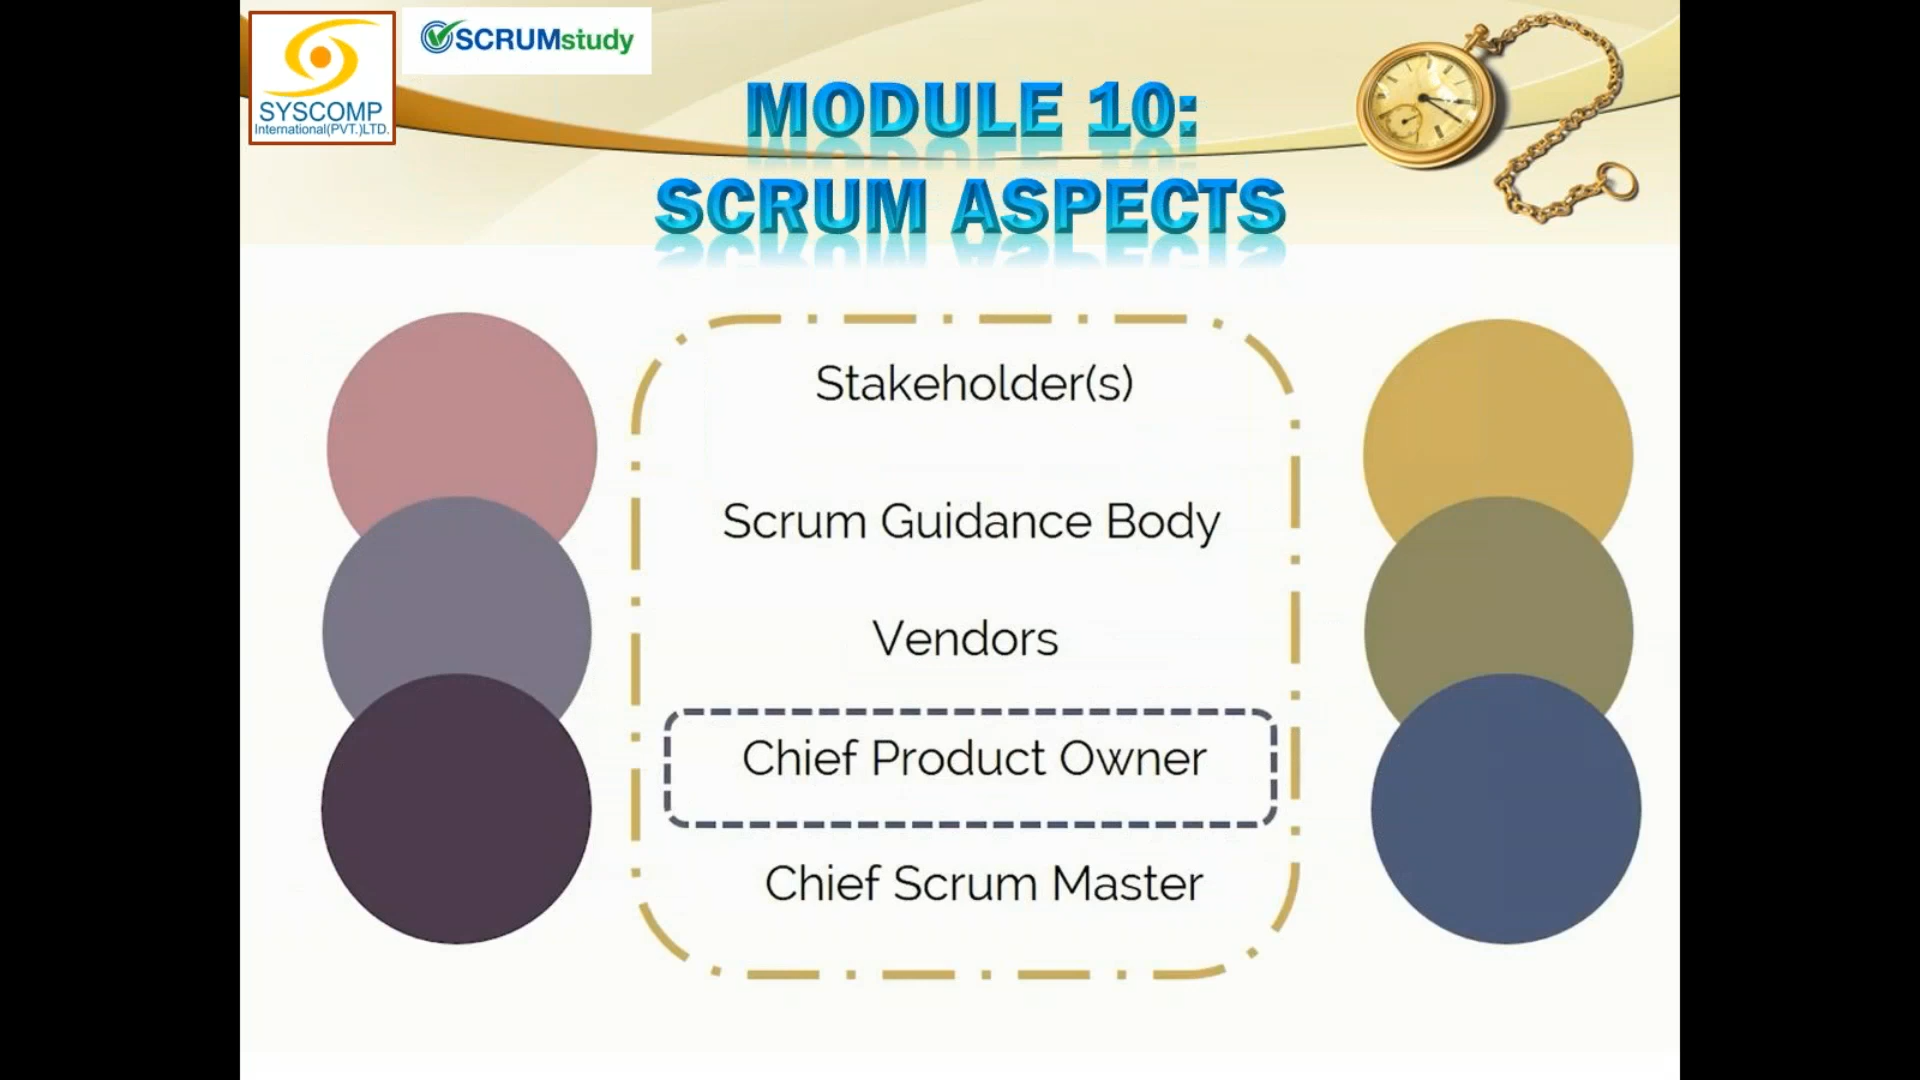 SYSCOMP
International(PVT.)LTD.
SCRUMstudy
MODULE 10:
SCRUM ASPECTS
Stakeholder(s)
Scrum Guidance Body
Vendors
Chief Product Owner
Chief Scrum Master